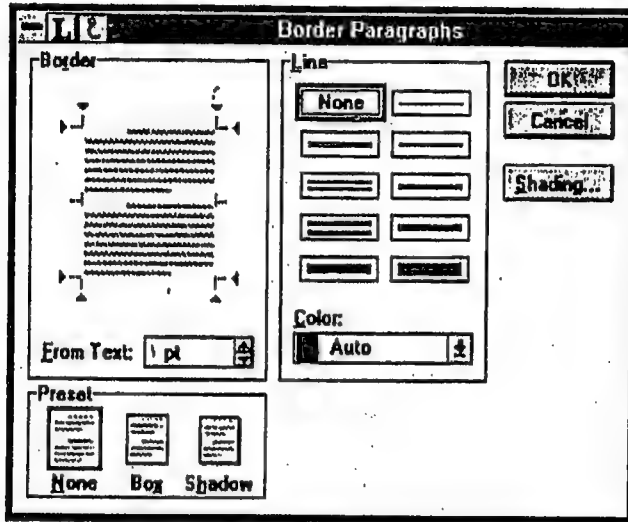 Border Paragraphs
Border
Line
None
OK
Cancel
Shading...
From Text:
pt
Color:
Auto
Preset
None
Box
Shadow